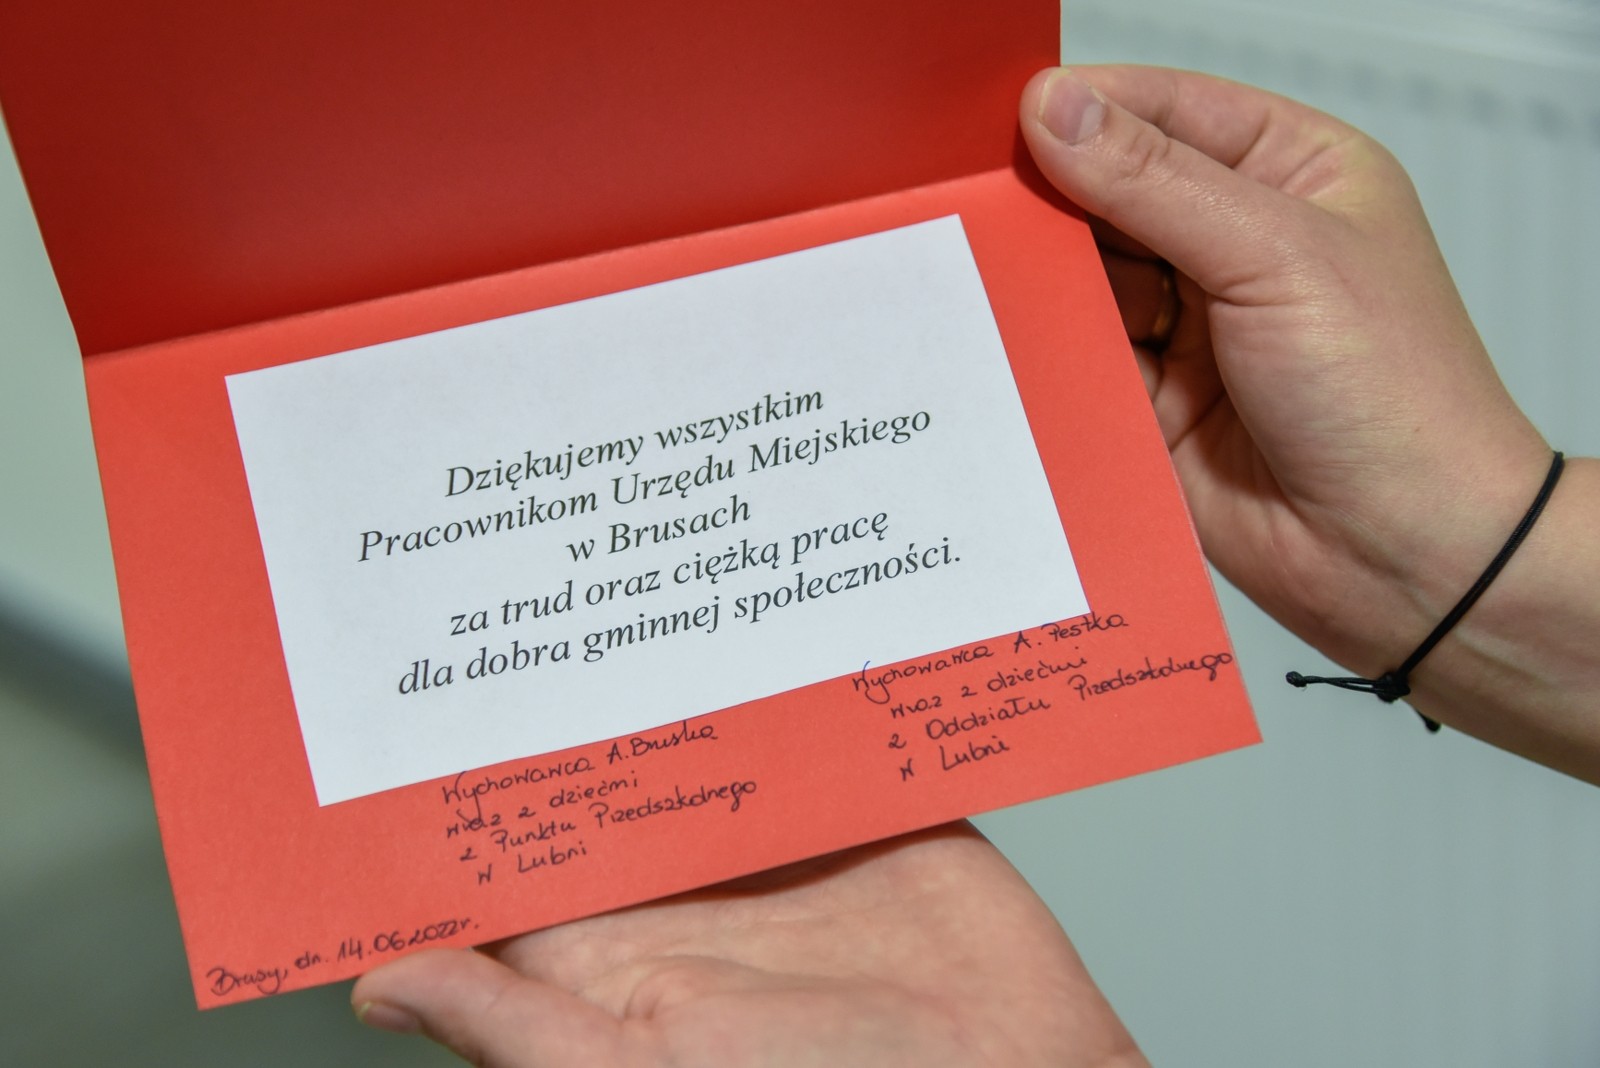 Dziękujemy wszystkim
Pracownikom Urzędu Miejskiego
w Brusach
za trud oraz ciężką pracę
dla dobra gminnej społeczności.
Wychowawca A. Bruska
wraz z dziećmi
z Punktu Przedszkolnego
w Lubni
Wychowawca A. Pestka
wraz z dziećmi
z Oddziału Przedszkolnego
w Lubni
Brusy, dn. 14.06.2022r.